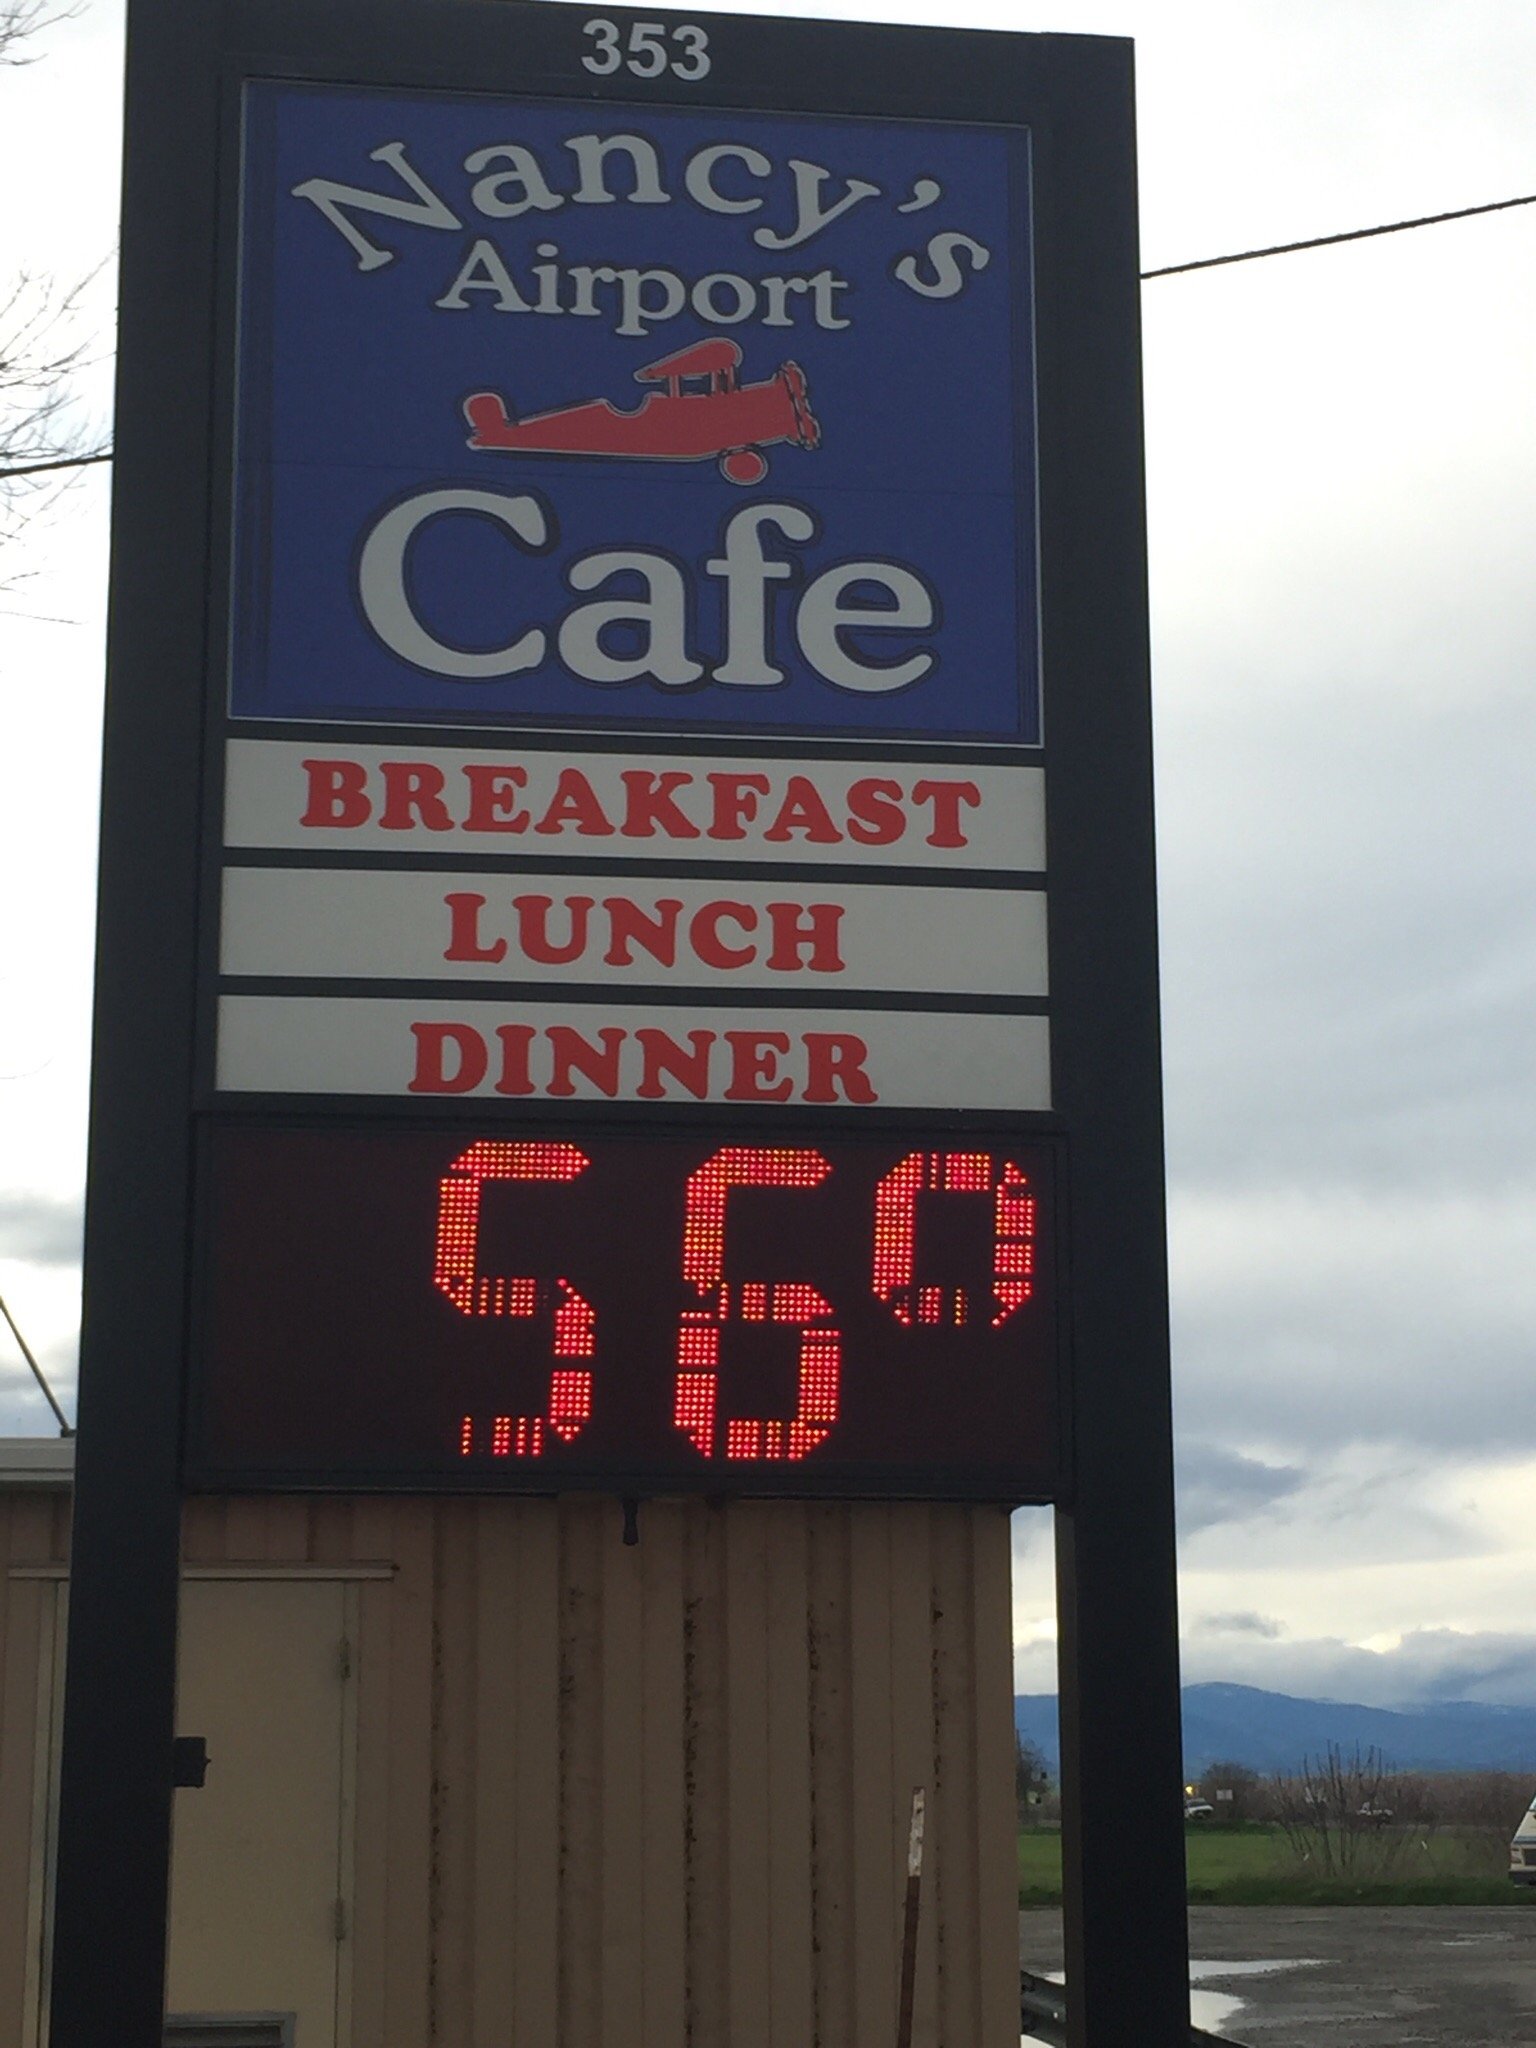 353
Nancy's
Airport
Cafe
BREAKFAST
LUNCH
DINNER
56°